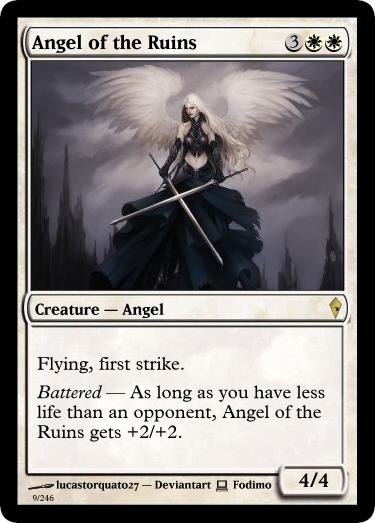 Angel of the Ruins 3
Creature — Angel
Flying, first strike.
Battered — As long as you have less
life than an opponent, Angel of the
Ruins gets +2/+2.
4/4
lucastorquato27 — Deviantart Fodimo
9/246